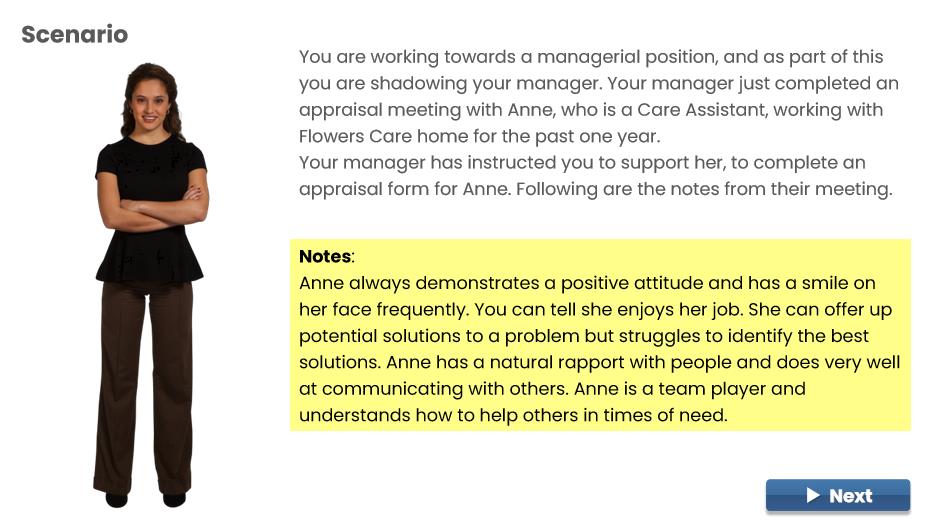 Scenario
You are working towards a managerial position, and as part of this
you are shadowing your manager. Your manager just completed an
appraisal meeting with Anne, who is a Care Assistant, working with
Flowers Care home for the past one year.
Your manager has instructed you to support her, to complete an
appraisal form for Anne. Following are the notes from their meeting.
Notes:
Anne always demonstrates a positive attitude and has a smile on
her face frequently. You can tell she enjoys her job. She can offer up
potential solutions to a problem but struggles to identify the best
solutions. Anne has a natural rapport with people and does very well
at communicating with others. Anne is a team player and
understands how to help others in times of need.
Next